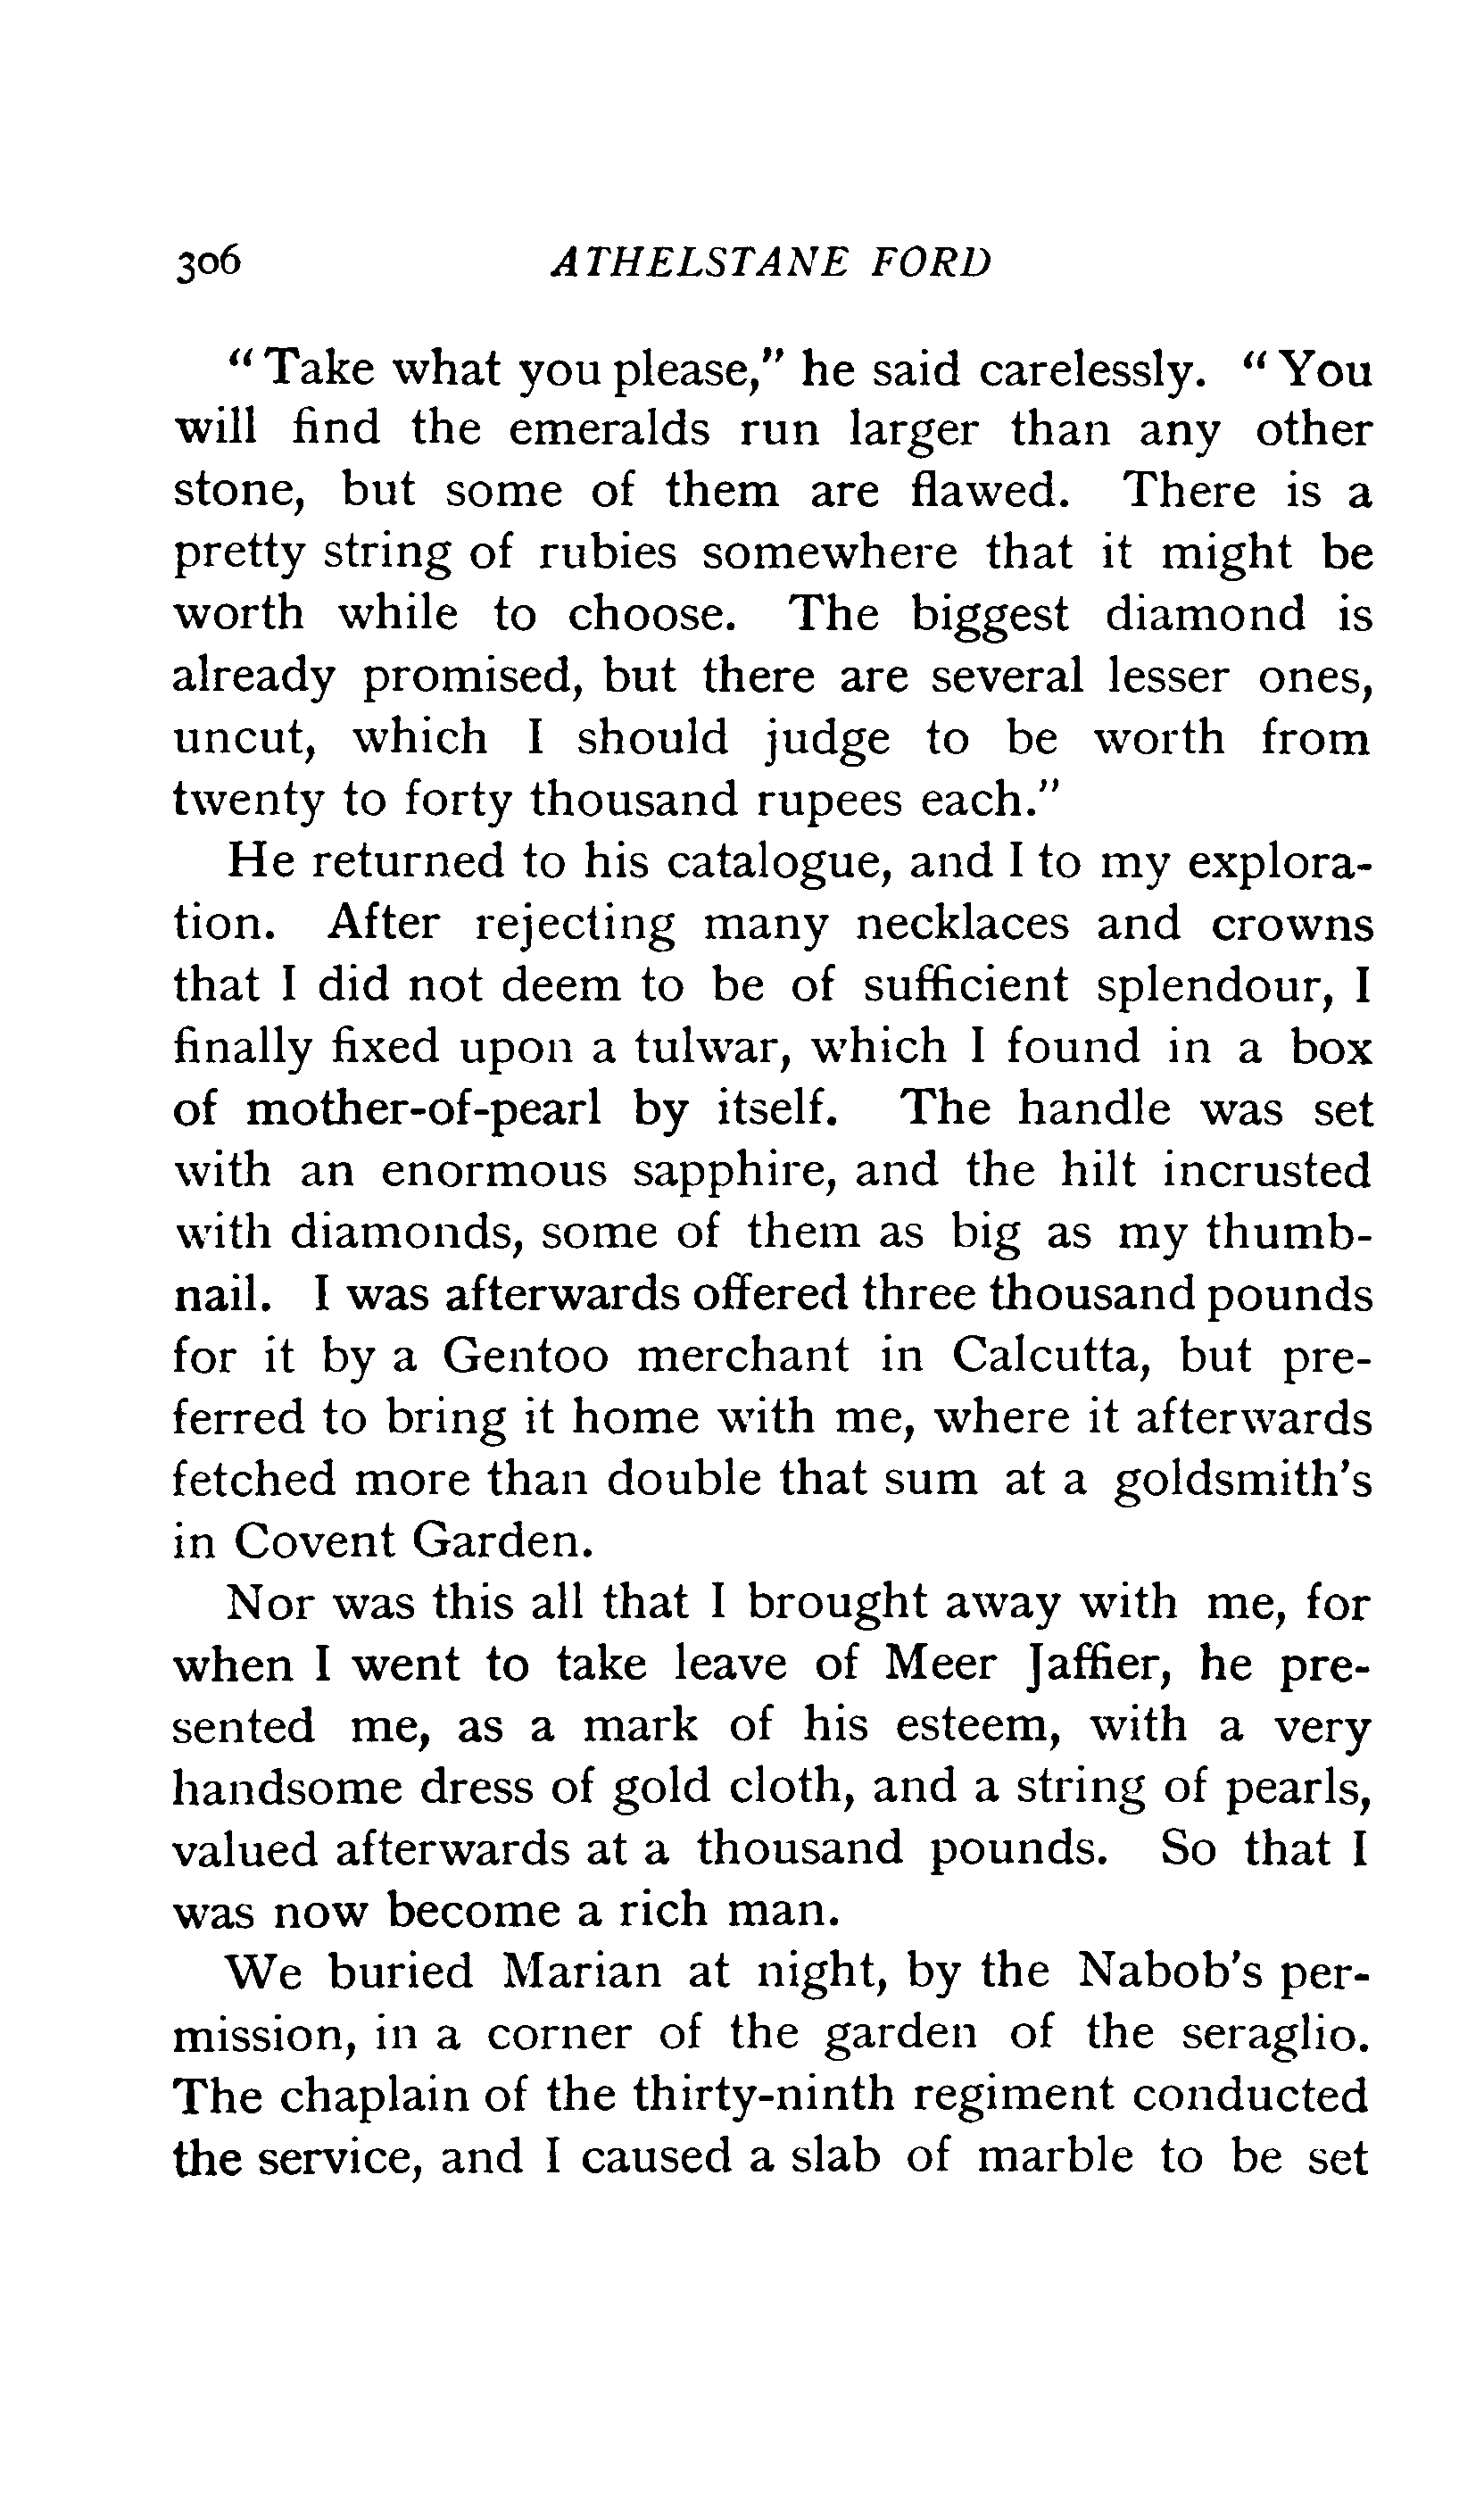 306 ATHELSTANE FORD
" Take what you please," he said carelessly. " You
will find the emeralds run larger than any other
stone, but some of them are flawed. There is a
pretty string of rubies somewhere that it might be
worth while to choose. The biggest diamond is
already promised, but there are several lesser ones,
uncut, which I should judge to be worth from
twenty to forty thousand rupees each."
He returned to his catalogue, and I to my explora-
tion. After rejecting many necklaces and crowns
that I did not deem to be of sufficient splendour, I
finally fixed upon a tulwar, which I found in a box
of mother-of-pearl by itself. The handle was set
with an enormous sapphire, and the hilt incrusted
with diamonds, some of them as big as my thumb-
nail. I was afterwards offered three thousand pounds
for it by a Gentoo merchant in Calcutta, but pre-
ferred to bring it home with me, where it afterwards
fetched more than double that sum at a goldsmith's
in Covent Garden.
Nor was this all that I brought away with me, for
when I went to take leave of Meer Jaffier, he pre-
sented me, as a mark of his esteem, with a very
handsome dress of gold cloth, and a string of pearls,
valued afterwards at a thousand pounds. So that I
was now become a rich man.
We buried Marian at night, by the Nabob's per-
mission, in a corner of the garden of the seraglio.
The chaplain of the thirty-ninth regiment conducted
the service, and I caused a slab of marble to be set